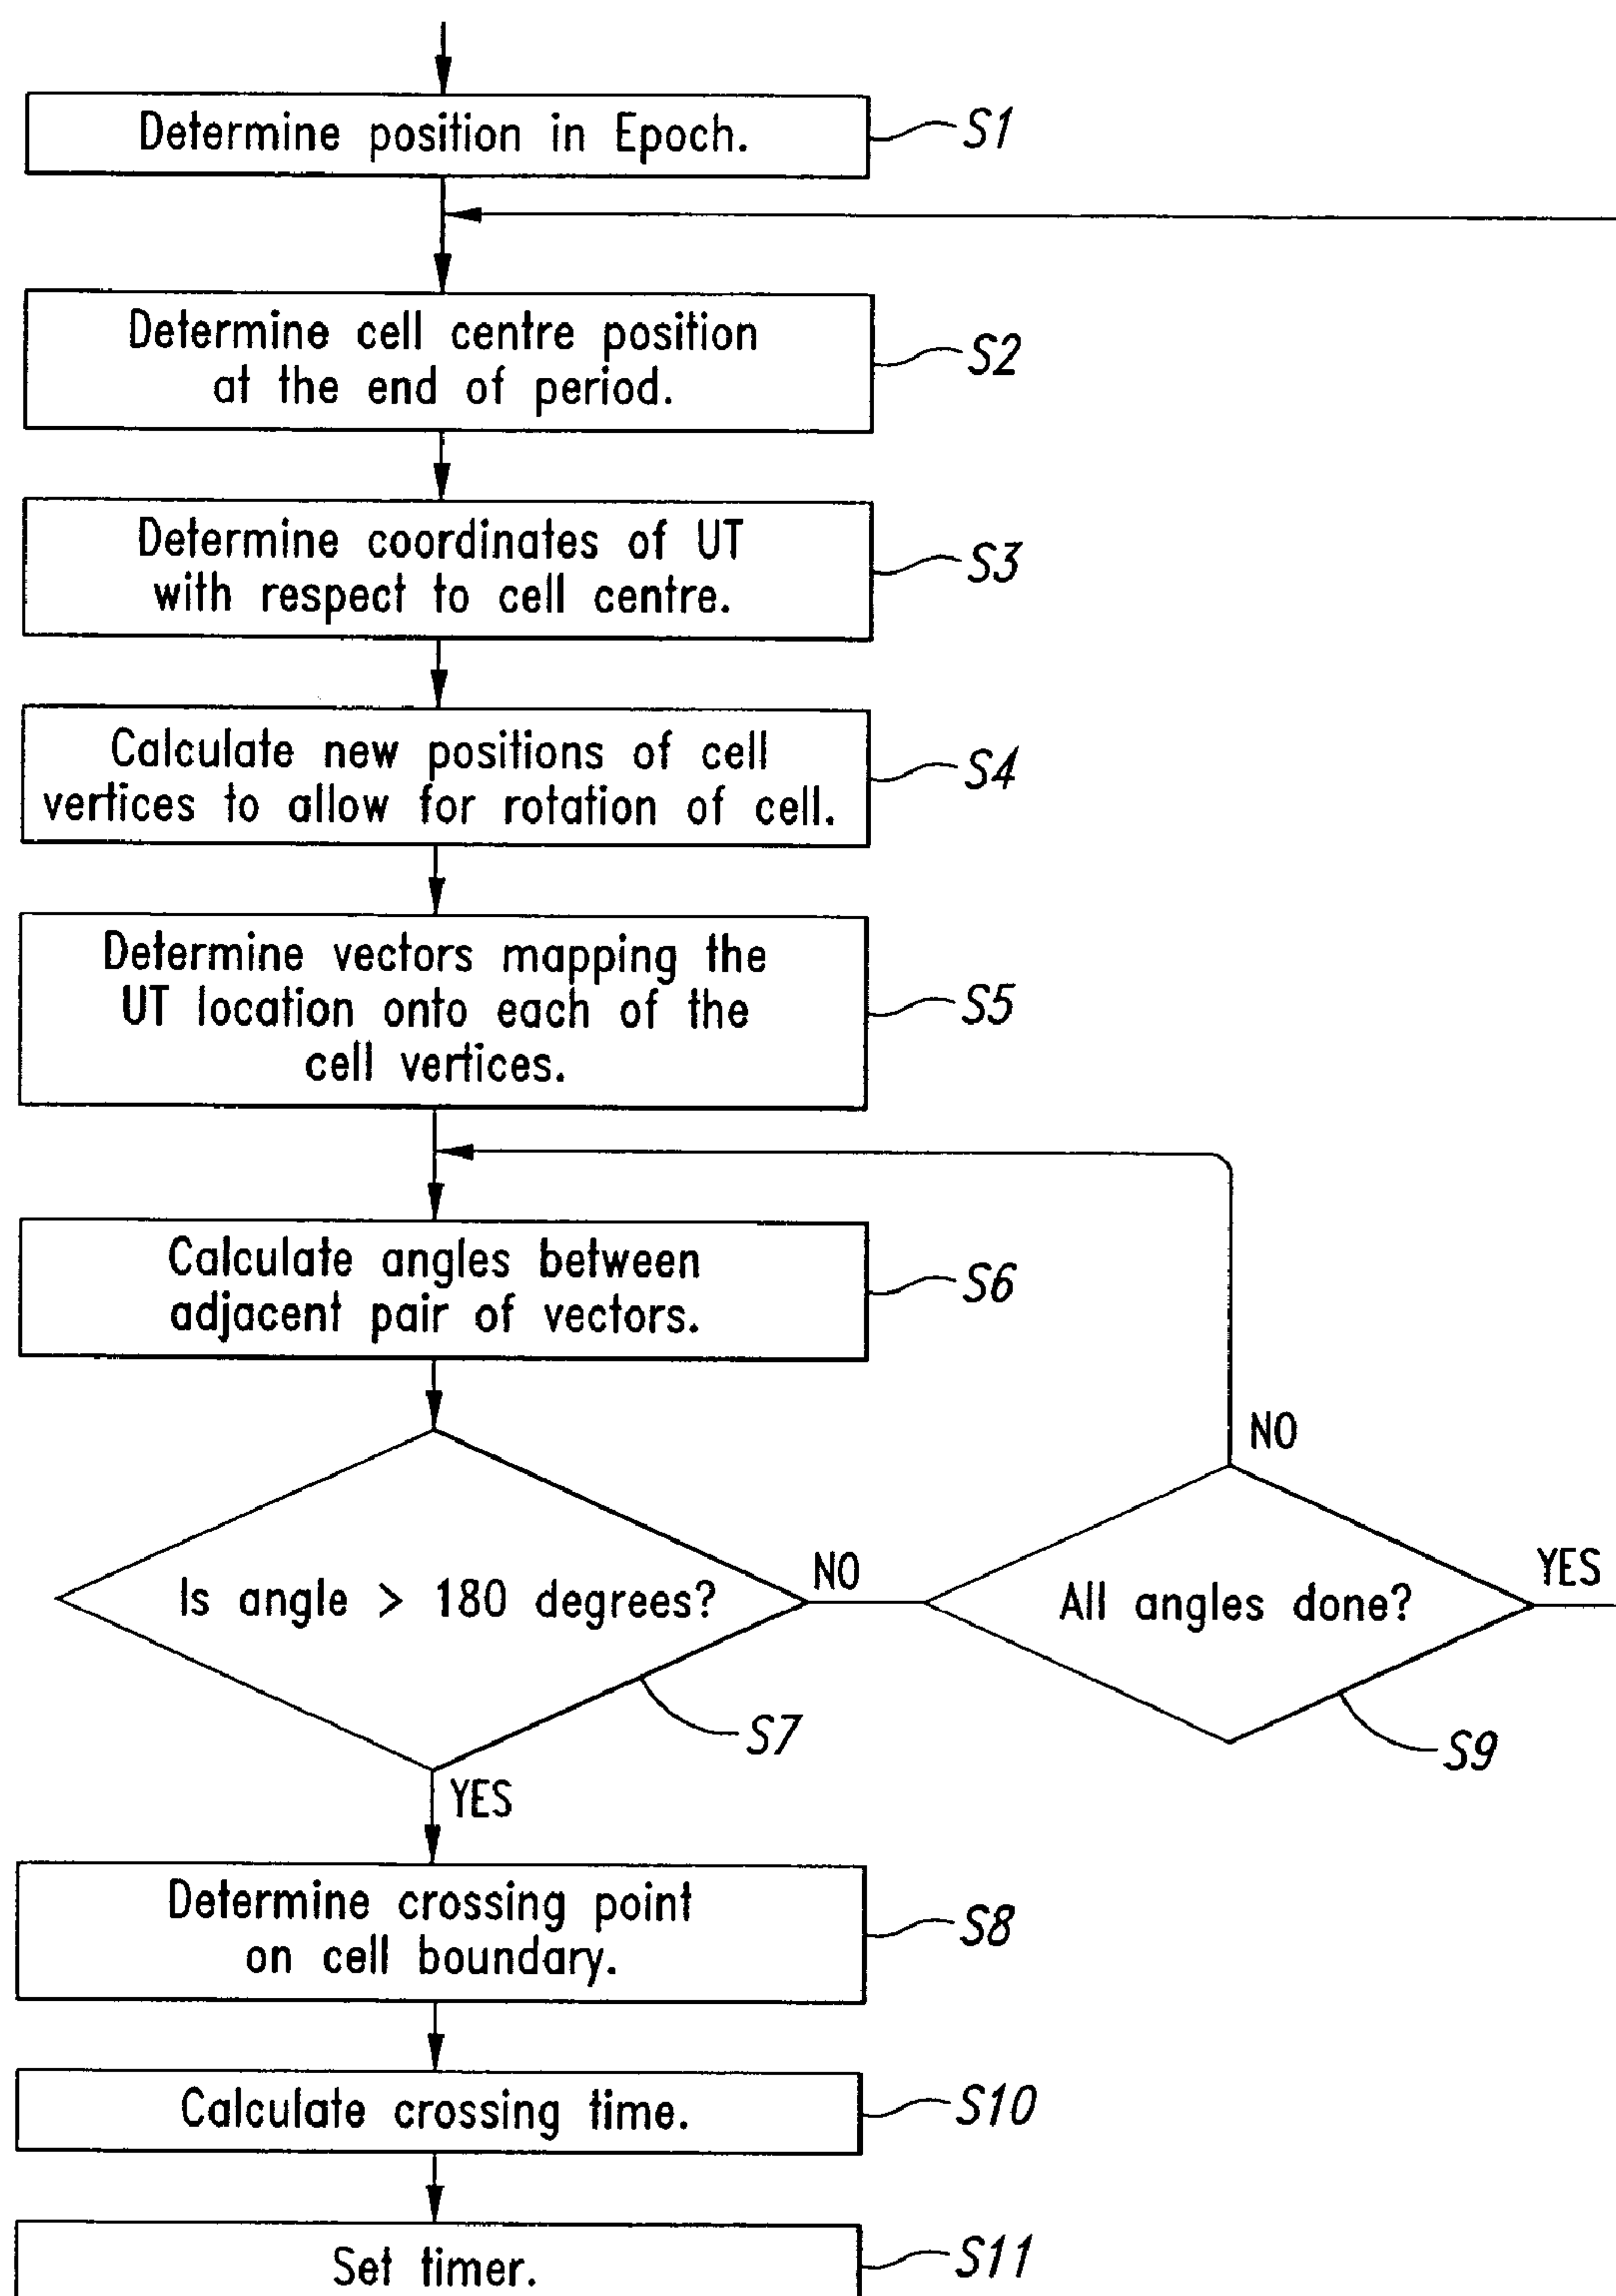 Determine position in Epoch.
S1
Determine cell centre position
at the end of period.
S2
Determine coordinates of UT
with respect to cell centre.
S3
Calculate new positions of cell
vertices to allow for rotation of cell.
S4
Determine vectors mapping the
UT location onto each of the
cell vertices.
S5
Calculate angles between
adjacent pair of vectors.
S6
Is angle > 180 degrees?
S7
NO
All angles done?
S9
NO
YES
YES
Determine crossing point
on cell boundary.
S8
Calculate crossing time.
S10
Set timer.
S11